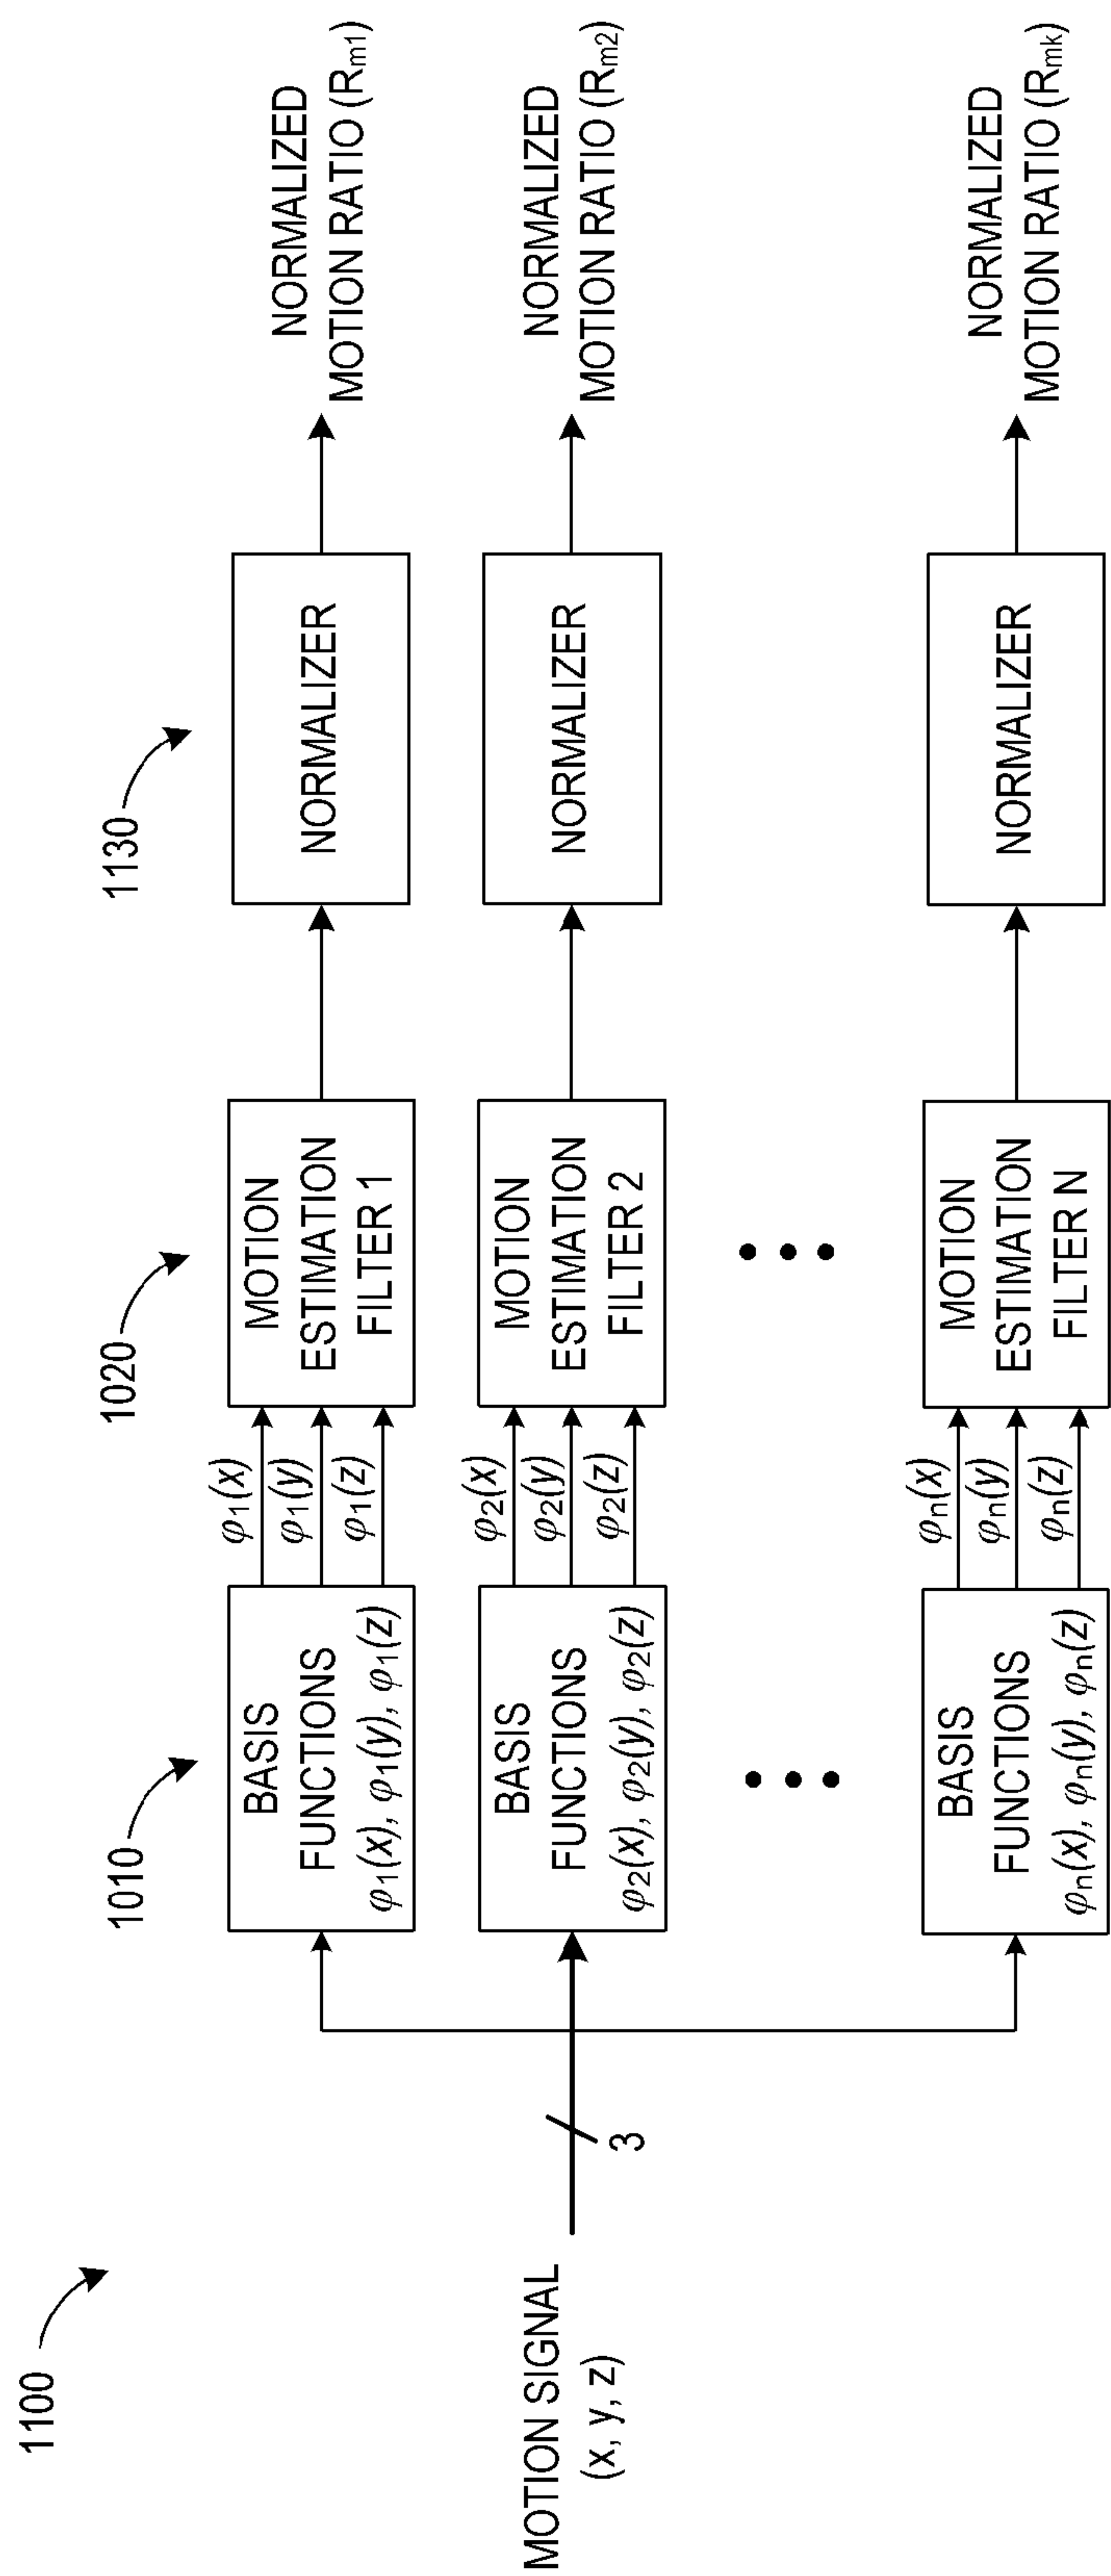 1100
MOTION SIGNAL
(x, y, z)
3
1010
BASIS
FUNCTIONS
φ1(x), φ1(y), φ1(z)
φ1(x)
φ1(y)
φ1(z)
1020
MOTION
ESTIMATION
FILTER 1
1130
NORMALIZER
NORMALIZED
MOTION RATIO (Rm1)
BASIS
FUNCTIONS
φ2(x), φ2(y), φ2(z)
φ2(x)
φ2(y)
φ2(z)
MOTION
ESTIMATION
FILTER 2
NORMALIZER
NORMALIZED
MOTION RATIO (Rm2)
BASIS
FUNCTIONS
φn(x), φn(y), φn(z)
φn(x)
φn(y)
φn(z)
MOTION
ESTIMATION
FILTER N
NORMALIZER
NORMALIZED
MOTION RATIO (Rmk)